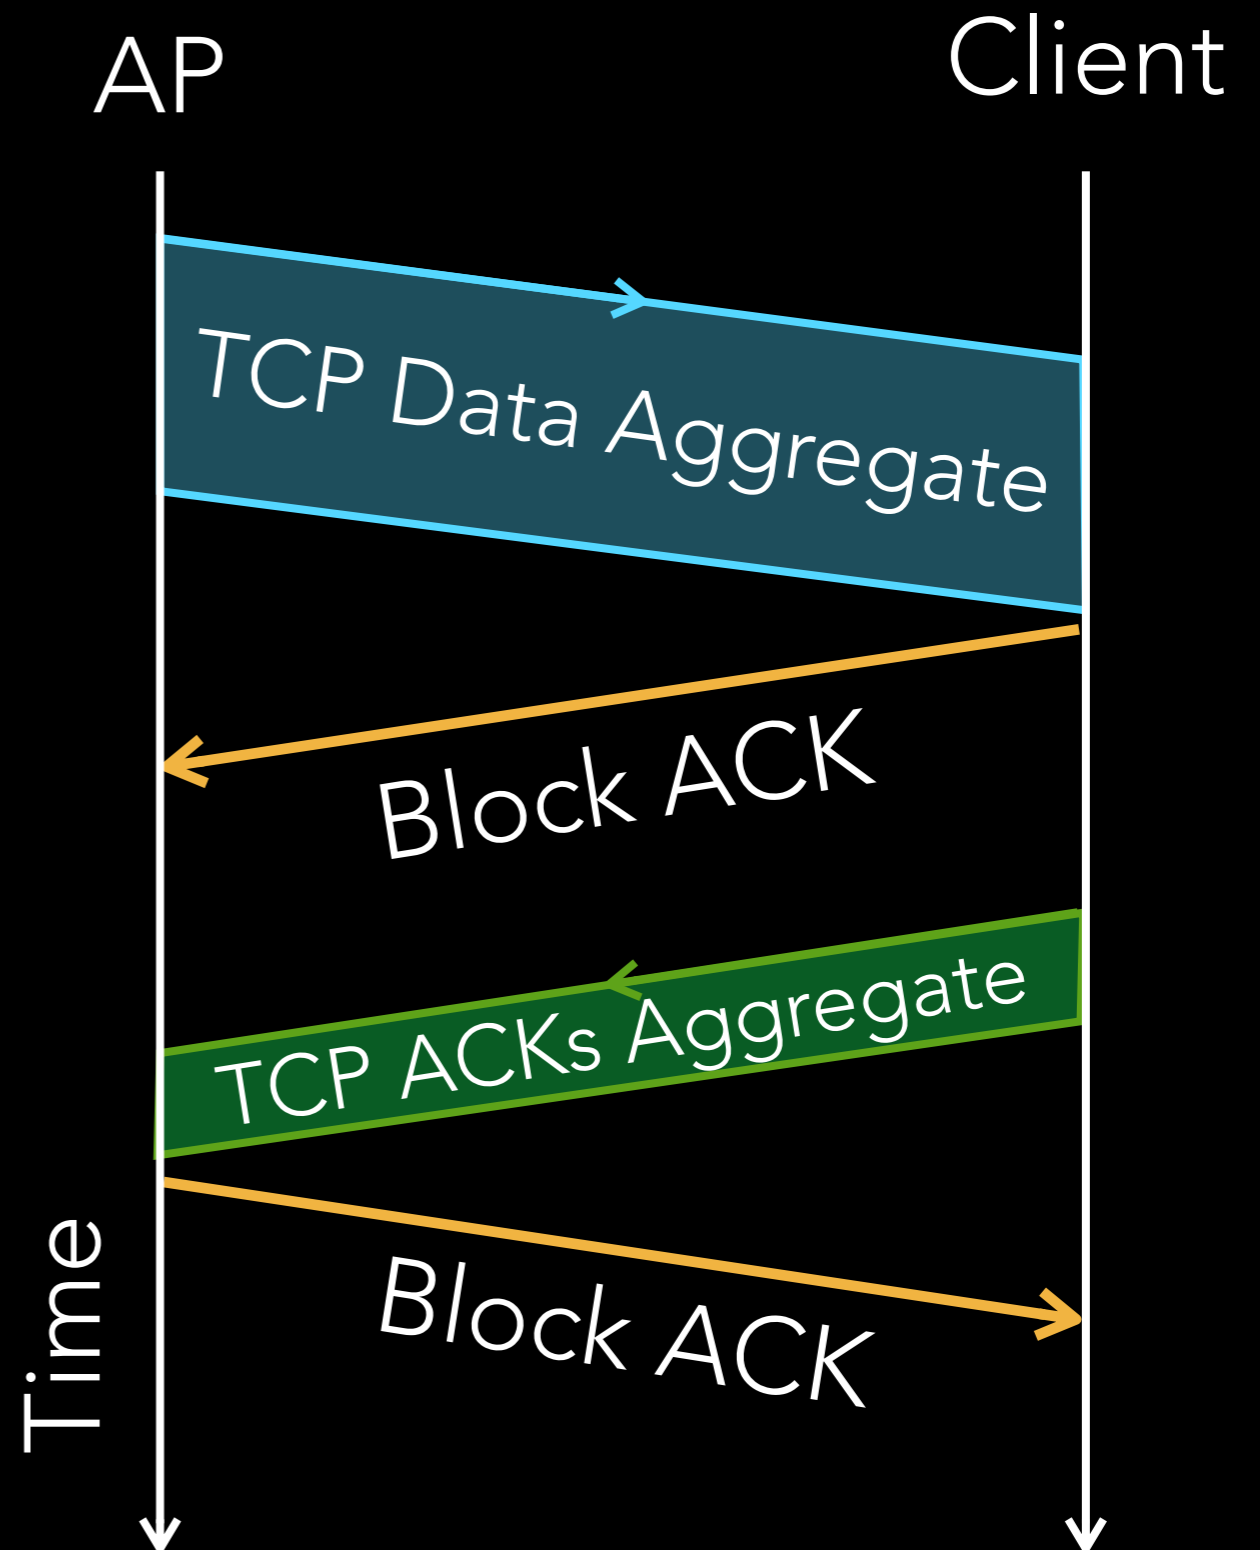 AP
Client
TCP Data Aggregate
Block ACK
TCP ACKs Aggregate
Block ACK
Time